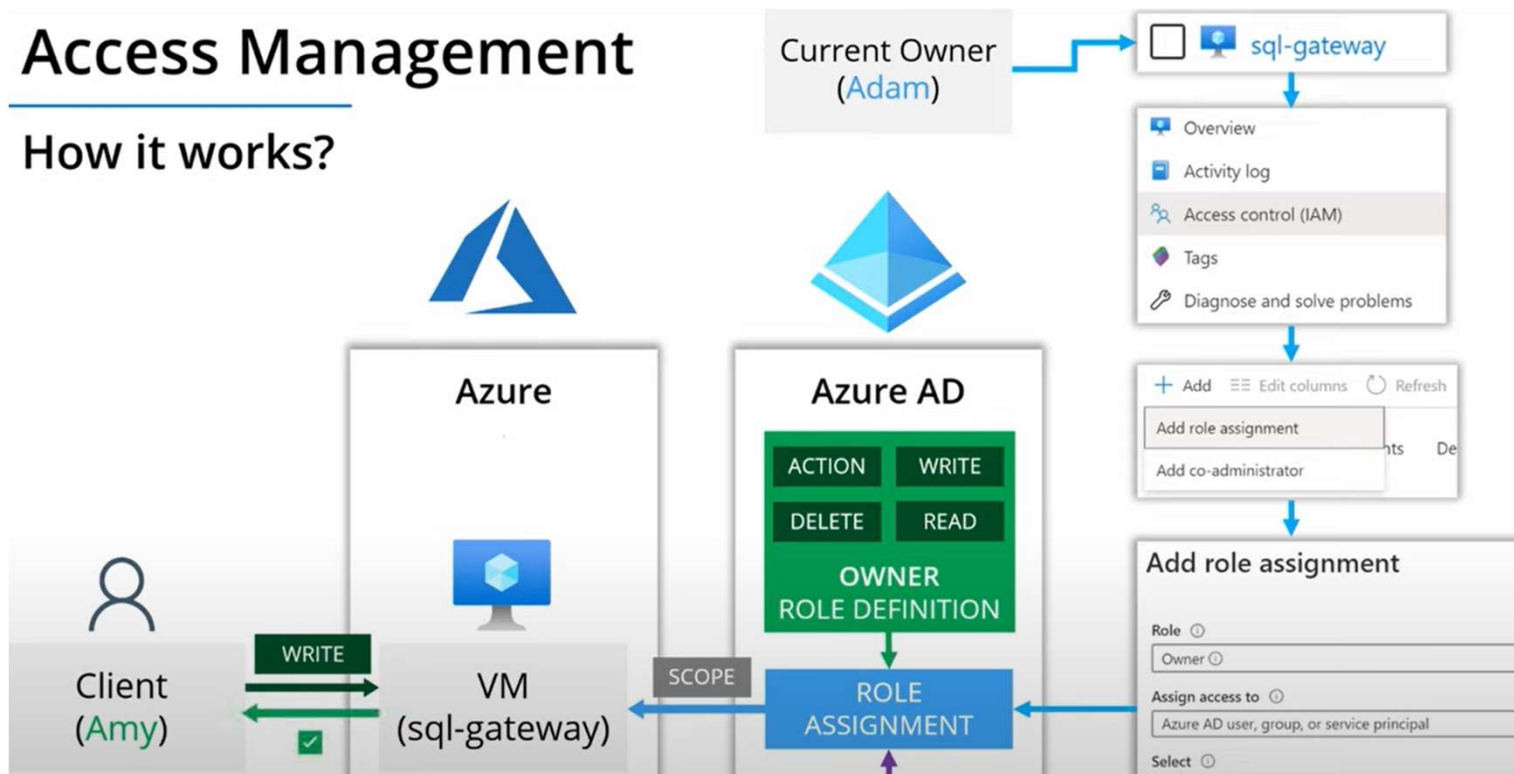 Access Management
How it works?
Current Owner
(Adam)
sql-gateway
Overview
Activity log
Access control (IAM)
Tags
Diagnose and solve problems
Add Edit columns Refresh
Add role assignment
nts De
Add co-administrator
Add role assignment
Role
Owner
Assign access to
Azure AD user, group, or service principal
Select
Azure
Azure AD
ACTION WRITE
DELETE READ
OWNER
ROLE DEFINITION
SCOPE
ROLE
ASSIGNMENT
WRITE
Client
(Amy)
VM
(sql-gateway)